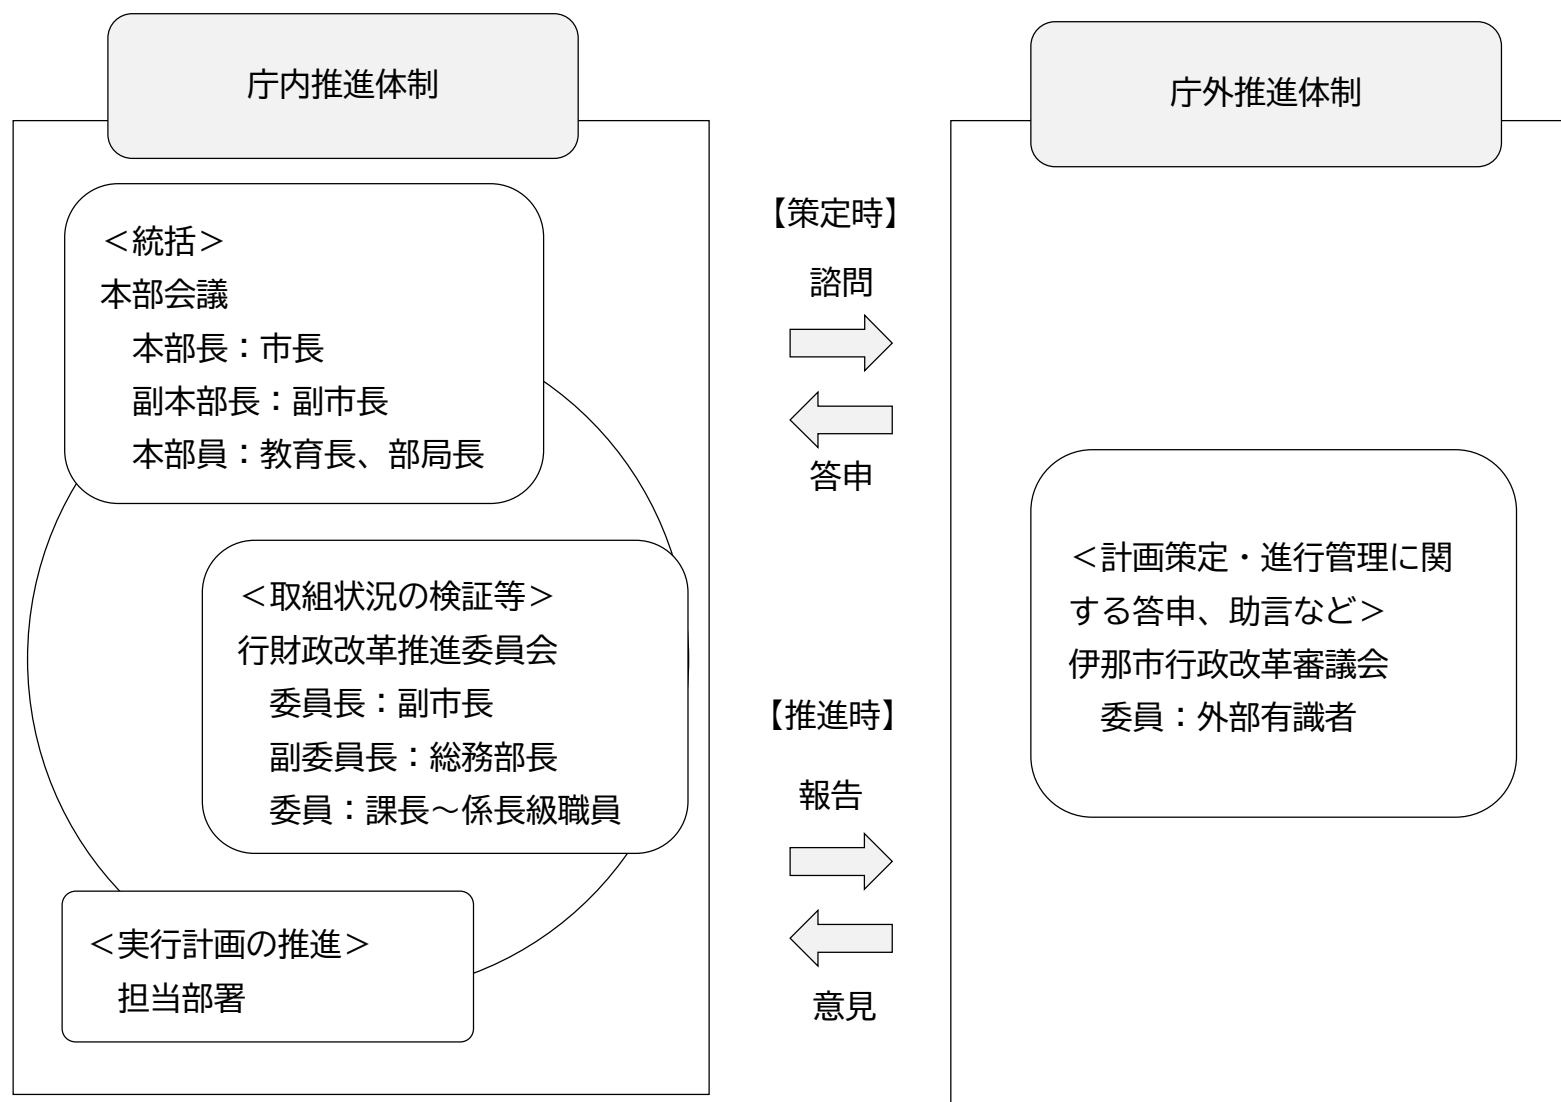 庁内推進体制
＜統括＞
本部会議
本部長：市長
副本部長：副市長
本部員：教育長、部局長
＜取組状況の検証等＞
行財政改革推進委員会
委員長：副市長
副委員長：総務部長
委員：課長～係長級職員
＜実行計画の推進＞
担当部署
【策定時】
諮問
答申
【推進時】
報告
意見
庁外推進体制
＜計画策定・進行管理に関
する答申、助言など＞
伊那市行政改革審議会
委員：外部有識者